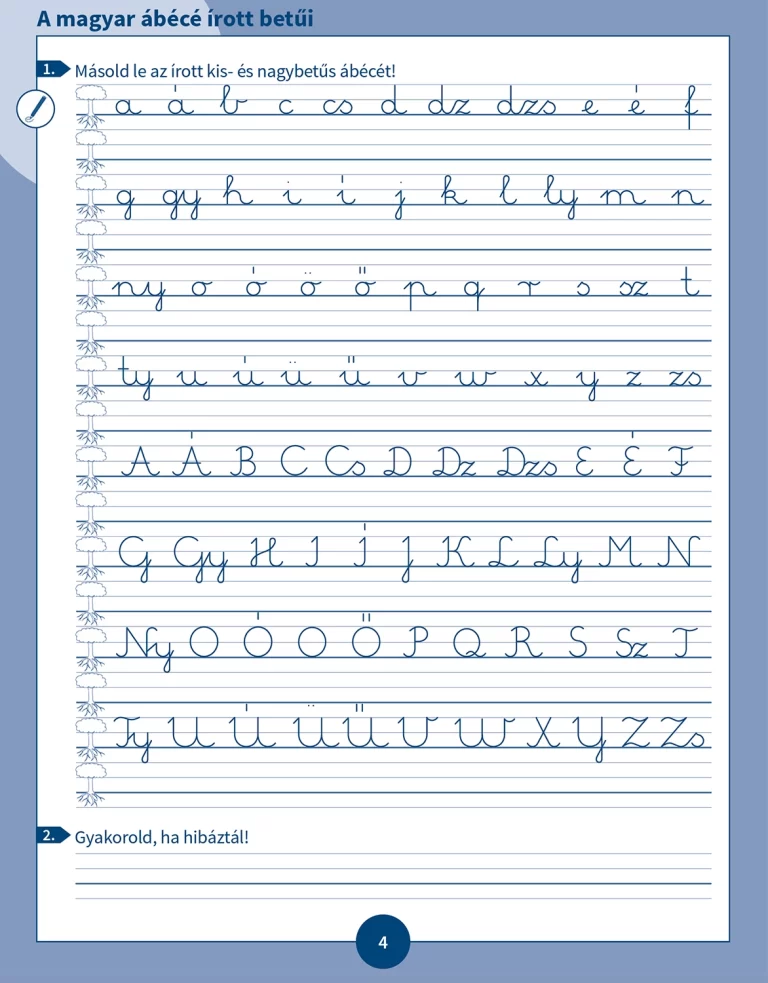 A magyar ábécé írott betűi
1. Másold le az írott kis- és nagybetűs ábécét!
a á b c cs d dz dzs e é f
g gy h i í j k l ly m n
ny o ó ö ő p q r s sz t
ty u ú ü ű v w x y z zs
A Á B C Cs D Dz Dzs E É F
G Gy H I Í J K L Ly M N
Ny O Ó O Ő P Q R S Sz T
Ty U Ú Ü Ű V W X Y Z Zs
2. Gyakorold, ha hibáztál!
4